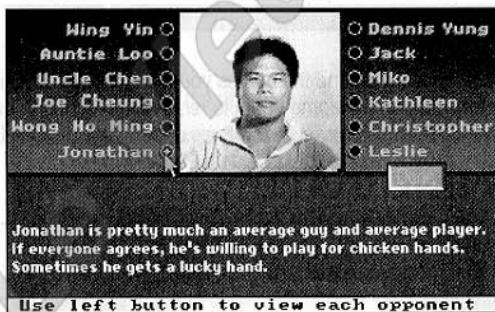 Wing Yin
Auntie Loo
Uncle Chen
Joe Cheung
Wong Ho Ming
Jonathan
Dennis Yung
Jack
Miko
Kathleen
Christopher
Leslie
Jonathan is pretty much an average guy and average player.
If everyone agrees, he's willing to play for chicken hands.
Sometimes he gets a lucky hand.
Use left button to view each opponent